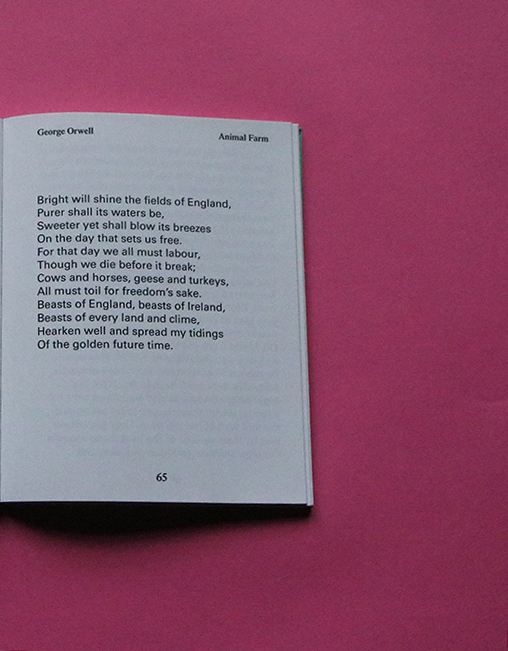 George Orwell
Animal Farm
Bright will shine the fields of England,
Purer shall its waters be,
Sweeter yet shall blow its breezes
On the day that sets us free.
For that day we all must labour,
Though we die before it break;
Cows and horses, geese and turkeys,
All must toil for freedom's sake.
Beasts of England, beasts of Ireland,
Beasts of every land and clime,
Hearken well and spread my tidings
Of the golden future time.
65